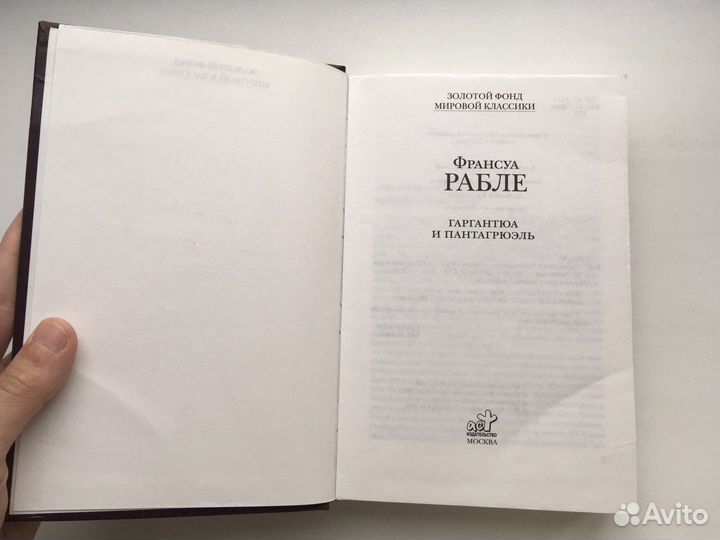 ЗОЛОТОЙ ФОНД
МИРОВОЙ КЛАССИКИ
ФРАНСУА
РАБЛЕ
ГАРГАНТЮА
И ПАНТАГРЮЭЛЬ
аст
ИЗДАТЕЛЬСТВО
МОСКВА
Avito